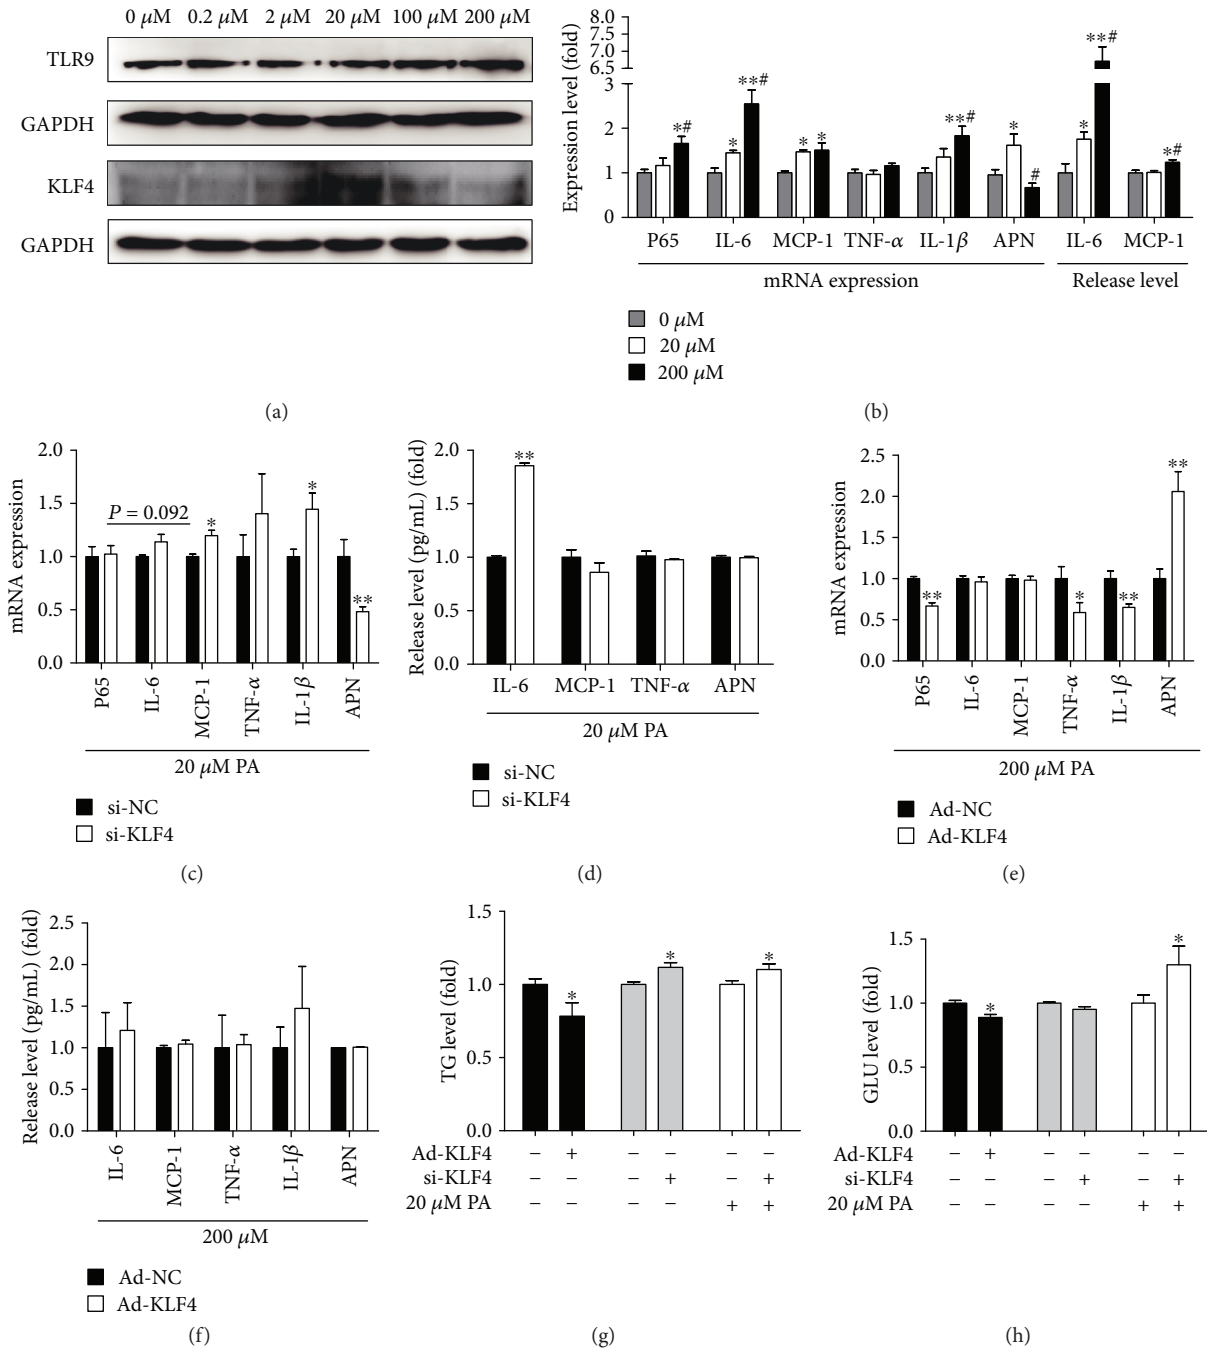 0 μM 0.2 μM 2 μM 20 μM 100 μM 200 μM
TLR9
GAPDH
KLF4
GAPDH
(a)
Expression level (fold)
8.0
7.5
7.0
6.5
3
2
1
0
*# * **# * * **# * # * **# *#
P65 IL-6 MCP-1 TNF-α IL-1β APN IL-6 MCP-1
mRNA expression Release level
0 μM
20 μM
200 μM
(b)
mRNA expression
2.0
1.5
1.0
0.5
0.0
P = 0.092
* * **
P65 IL-6 MCP-1 TNF-α IL-1β APN
20 μM PA
si-NC
si-KLF4
(c)
Release level (pg/mL) (fold)
2.0
1.5
1.0
0.5
0.0
**
IL-6 MCP-1 TNF-α APN
20 μM PA
si-NC
si-KLF4
(d)
mRNA expression
2.5
2.0
1.5
1.0
0.5
0.0
** * ** **
P65 IL-6 MCP-1 TNF-α IL-1β APN
200 μM PA
Ad-NC
Ad-KLF4
(e)
Release level (pg/mL) (fold)
2.5
2.0
1.5
1.0
0.5
0.0
IL-6 MCP-1 TNF-α IL-Iβ APN
200 μM
Ad-NC
Ad-KLF4
(f)
TG level (fold)
1.5
1.0
0.5
0.0
* * *
Ad-KLF4 − + − − − −
si-KLF4 − − − + − +
20 μM PA − − − − + +
(g)
GLU level (fold)
1.5
1.0
0.5
0.0
* *
Ad-KLF4 − + − − − −
si-KLF4 − − − + − +
20 μM PA − − − − + +
(h)